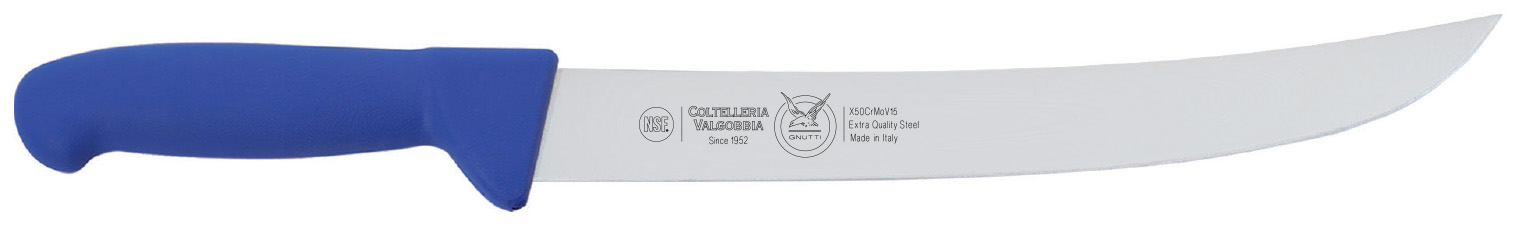 NSF.
COLTELLERIA
VALGOBBIA
Since 1952
GNUTTI
X50CrMoV15
Extra Quality Steel
Made in Italy